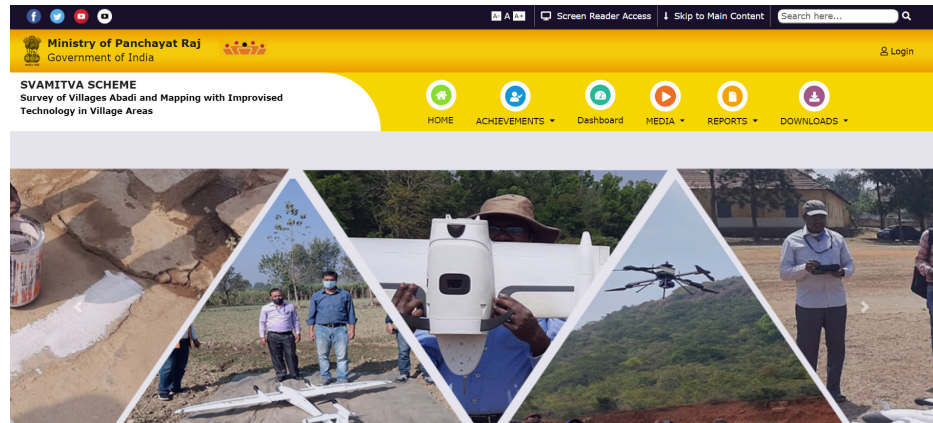 A- A A+ Screen Reader Access Skip to Main Content Search here...
Ministry of Panchayat Raj
Government of India
Login
SVAMITVA SCHEME
Survey of Villages Abadi and Mapping with Improvised
Technology in Village Areas
HOME ACHIEVEMENTS Dashboard MEDIA REPORTS DOWNLOADS